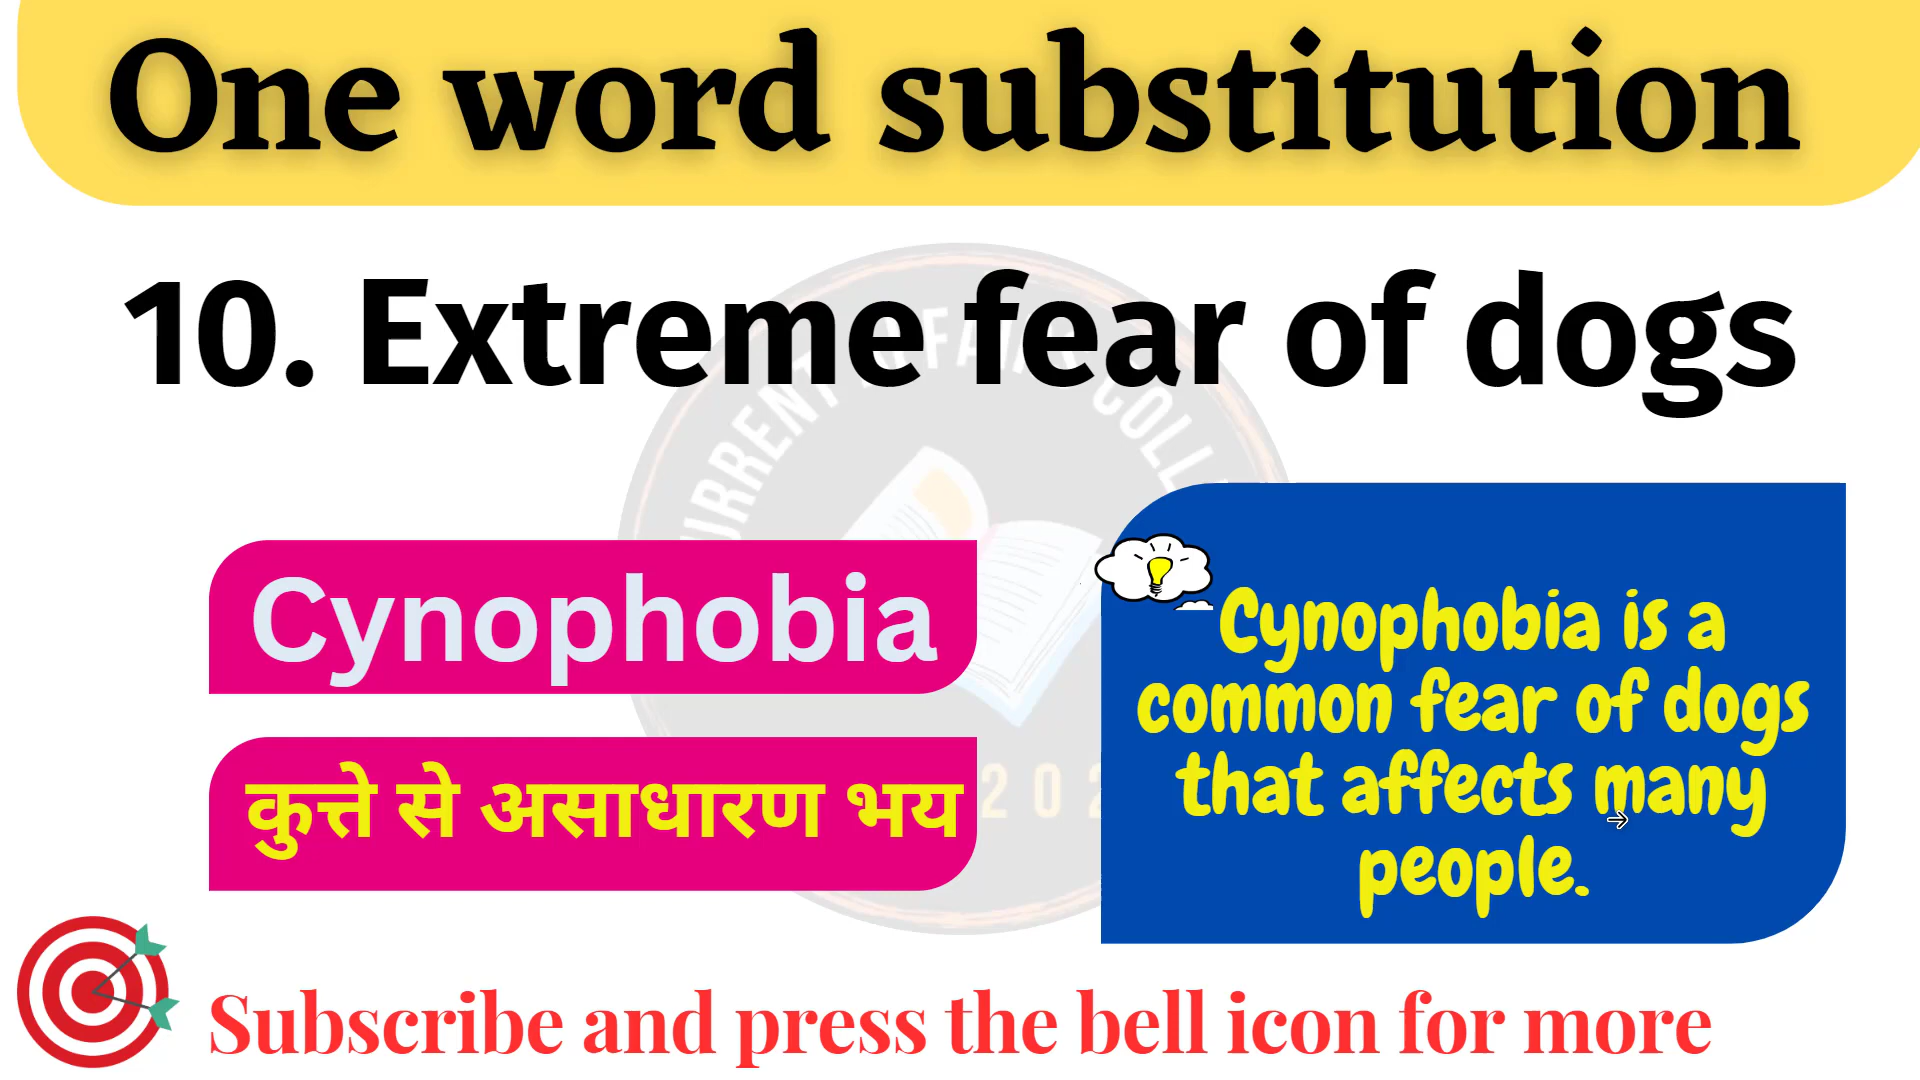 One word substitution
10. Extreme fear of dogs
Cynophobia
कुत्ते से असाधारण भय
Cynophobia is a
common fear of dogs
that affects many
people.
Subscribe and press the bell icon for more